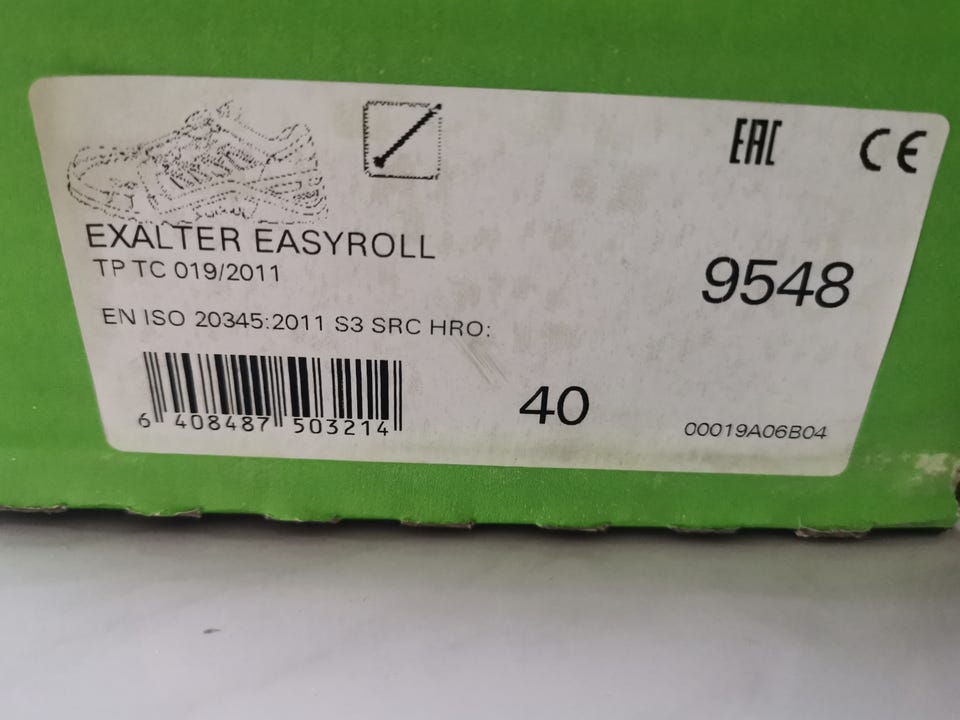 EAC CE
EXALTER EASYROLL
TP TC 019/2011
9548
EN ISO 20345:2011 S3 SRC HRO:
40
6 408487 503214
00019A06B04